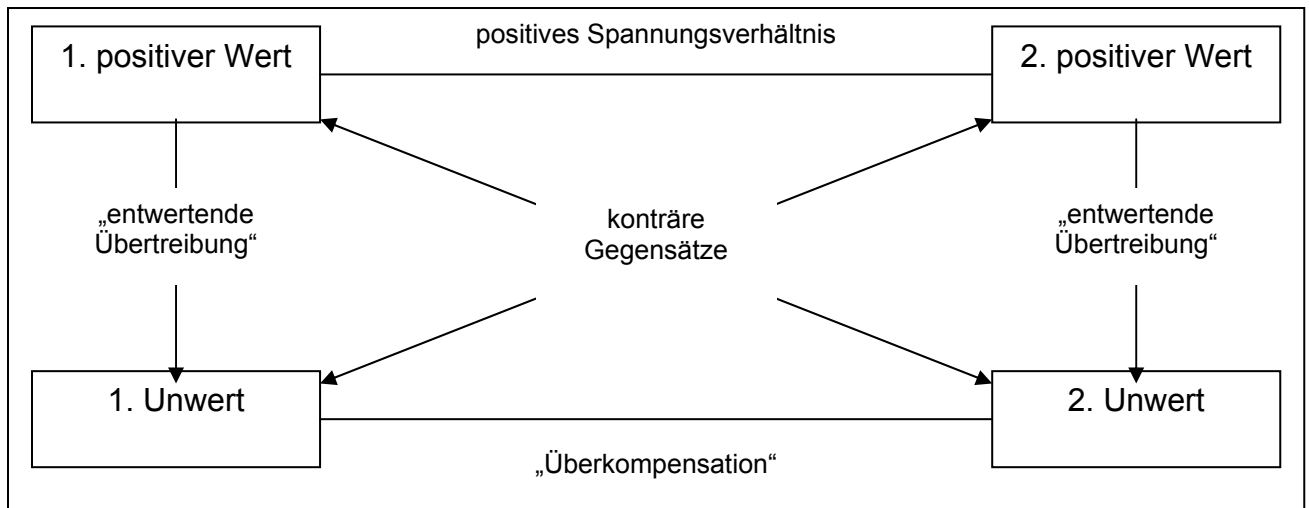 positives Spannungsverhältnis
1. positiver Wert
2. positiver Wert
„entwertende
Übertreibung“
konträre
Gegensätze
„entwertende
Übertreibung“
1. Unwert
2. Unwert
„Überkompensation“